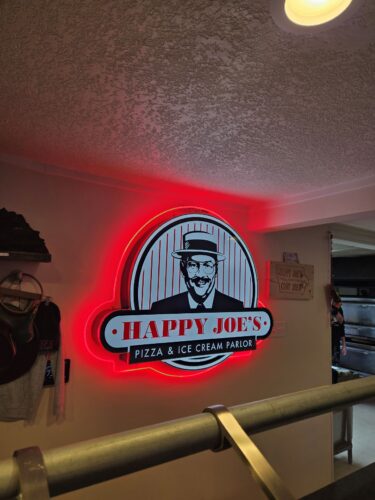 · HAPPY JOE'S ·
PIZZA & ICE CREAM PARLOR